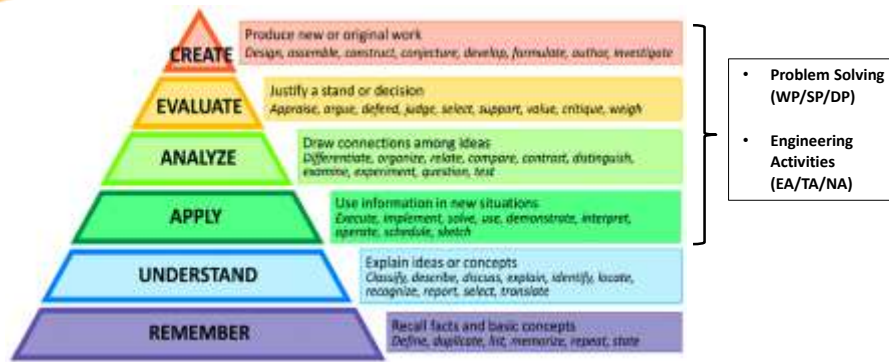 CREATE
Produce new or original work
Design, assemble, construct, conjecture, develop, formulate, author, investigate
EVALUATE
Justify a stand or decision
Appraise, argue, defend, judge, select, support, value, critique, weigh
ANALYZE
Draw connections among ideas
Differentiate, organize, relate, compare, contrast, distinguish,
examine, experiment, question, test
APPLY
Use information in new situations
Execute, implement, solve, use, demonstrate, interpret,
operate, schedule, sketch
UNDERSTAND
Explain ideas or concepts
Classify, describe, discuss, explain, identify, locate,
recognize, report, select, translate
REMEMBER
Recall facts and basic concepts
Define, duplicate, list, memorize, repeat, state
• Problem Solving
(WP/SP/DP)
• Engineering
Activities
(EA/TA/NA)